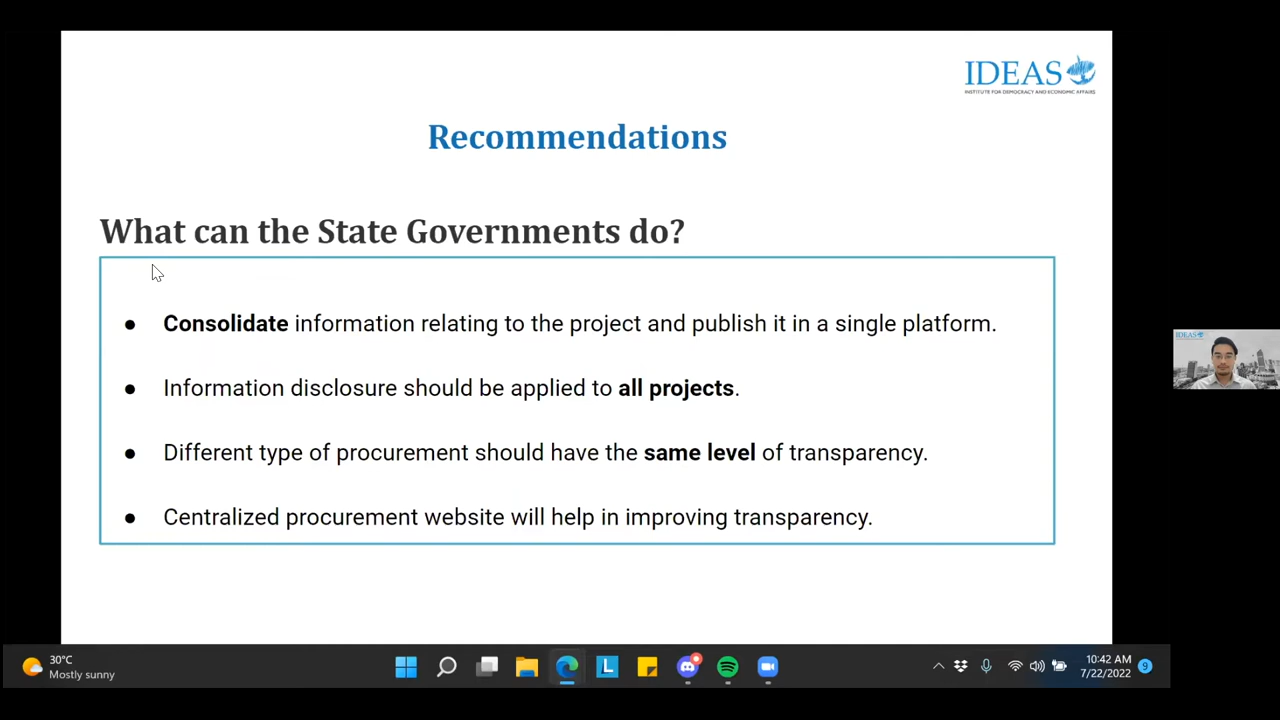 IDEAS
INSTITUTE FOR DEMOCRACY AND ECONOMIC AFFAIRS
Recommendations
What can the State Governments do?
● Consolidate information relating to the project and publish it in a single platform.
● Information disclosure should be applied to all projects.
● Different type of procurement should have the same level of transparency.
● Centralized procurement website will help in improving transparency.
IDEAS
30°C
Mostly sunny
L
10:42 AM
7/22/2022
9